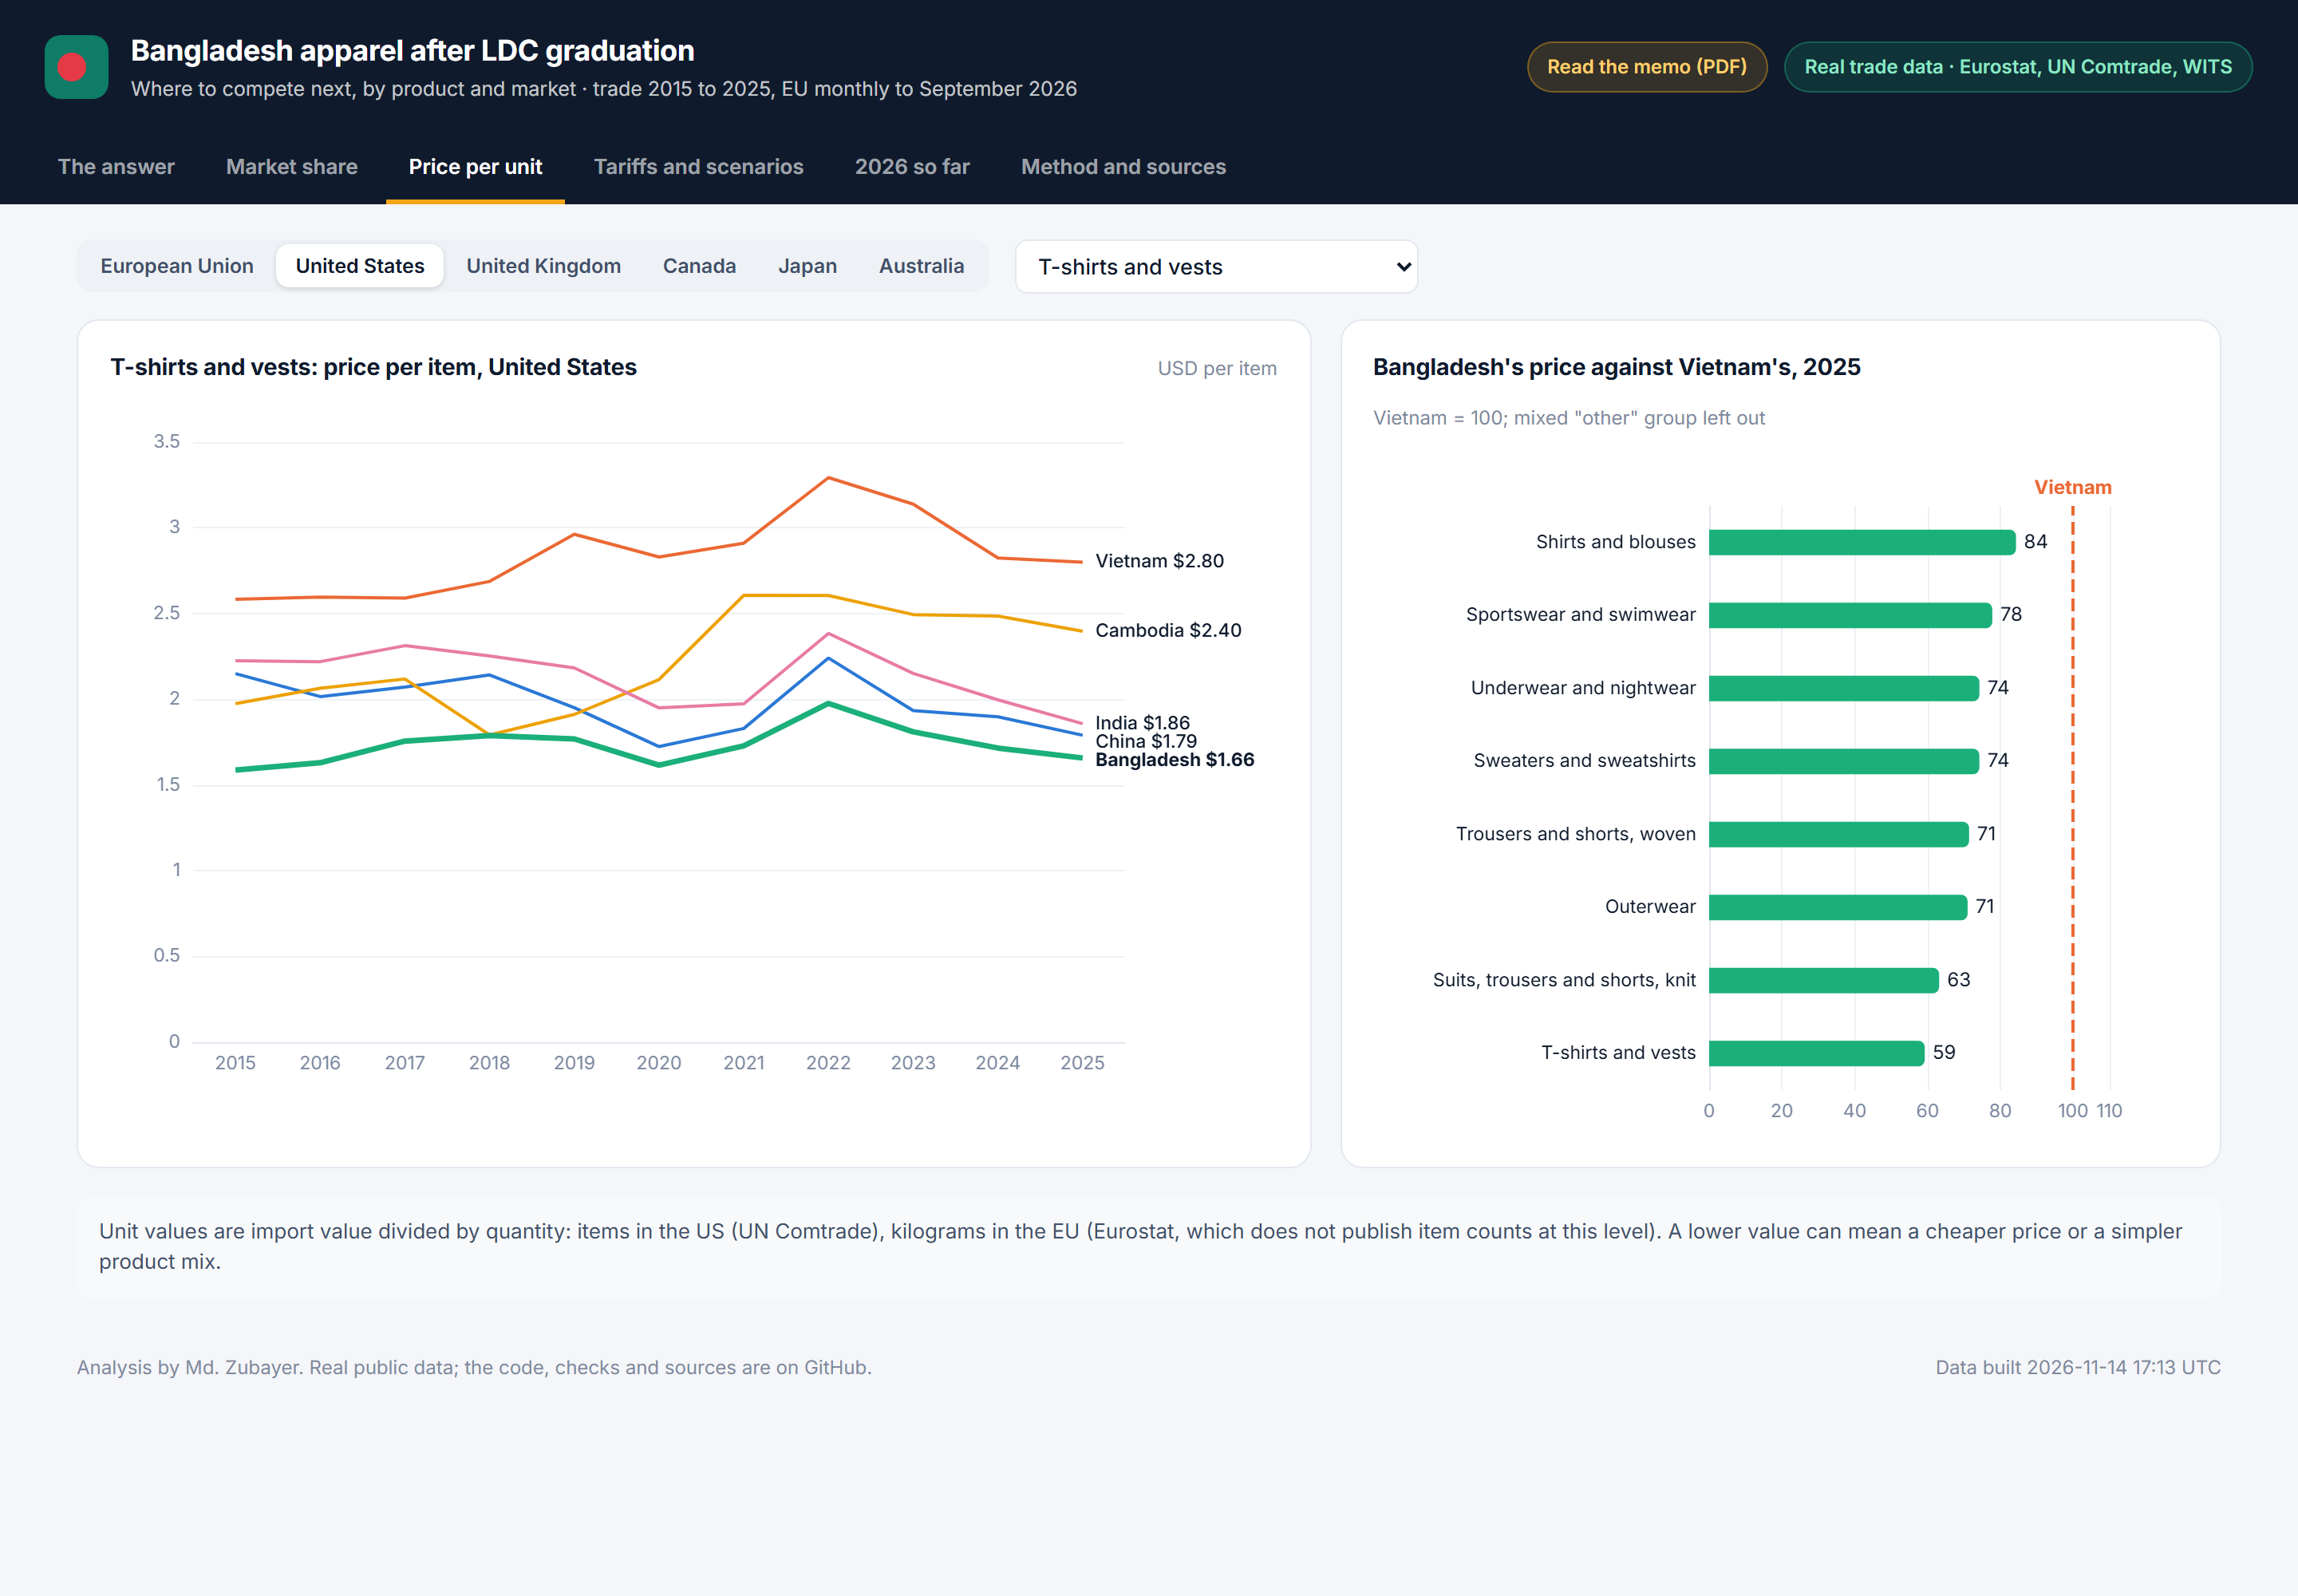 Bangladesh apparel after LDC graduation
Where to compete next, by product and market · trade 2015 to 2025, EU monthly to September 2026
Read the memo (PDF)
Real trade data · Eurostat, UN Comtrade, WITS
The answer
Market share
Price per unit
Tariffs and scenarios
2026 so far
Method and sources
European Union
United States
United Kingdom
Canada
Japan
Australia
T-shirts and vests
T-shirts and vests: price per item, United States
USD per item
3.5
3
2.5
2
1.5
1
0.5
0
Vietnam $2.80
Cambodia $2.40
India $1.86
China $1.79
Bangladesh $1.66
2015
2016
2017
2018
2019
2020
2021
2022
2023
2024
2025
Bangladesh's price against Vietnam's, 2025
Vietnam = 100; mixed "other" group left out
Vietnam
Shirts and blouses 84
Sportswear and swimwear 78
Underwear and nightwear 74
Sweaters and sweatshirts 74
Trousers and shorts, woven 71
Outerwear 71
Suits, trousers and shorts, knit 63
T-shirts and vests 59
0
20
40
60
80
100
110
Unit values are import value divided by quantity: items in the US (UN Comtrade), kilograms in the EU (Eurostat, which does not publish item counts at this level). A lower value can mean a cheaper price or a simpler
product mix.
Analysis by Md. Zubayer. Real public data; the code, checks and sources are on GitHub.
Data built 2026-11-14 17:13 UTC